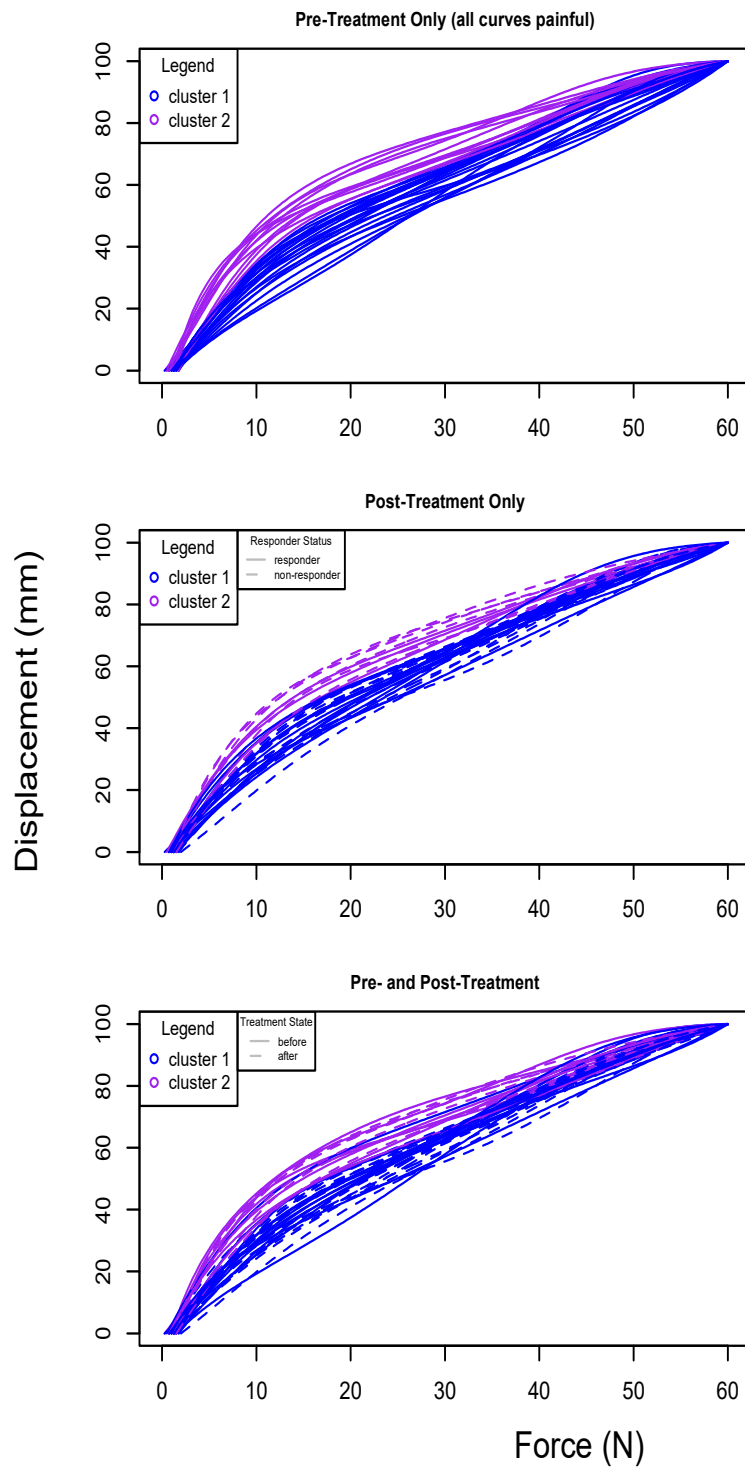 Pre-Treatment Only (all curves painful)
Legend
cluster 1
cluster 2
100
80
60
40
20
0
0 10 20 30 40 50 60
Post-Treatment Only
Legend
cluster 1
cluster 2
Responder Status
responder
non-responder
100
80
60
40
20
0
0 10 20 30 40 50 60
Displacement (mm)
Pre- and Post-Treatment
Legend
cluster 1
cluster 2
Treatment State
before
after
100
80
60
40
20
0
0 10 20 30 40 50 60
Force (N)